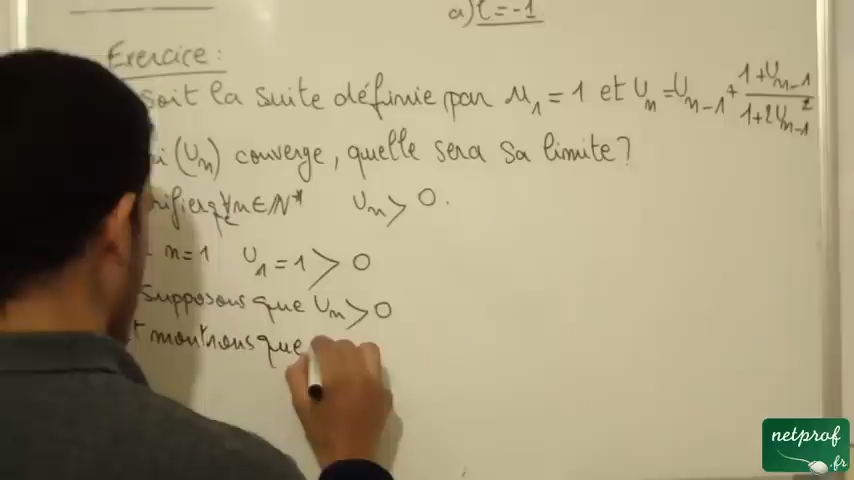 a) l = -1
Exercice :
soit la suite définie par u₁ = 1 et Uₙ = Uₙ₋₁ + (1 + Uₙ₋₁) / (1 + 2Uₙ₋₁²)
(Uₙ) converge, quelle sera sa limite ?
∀n ∈ N* Uₙ > 0.
n = 1 U₁ = 1 > 0
Supposons que Uₙ > 0
montrons que
netprof
.fr